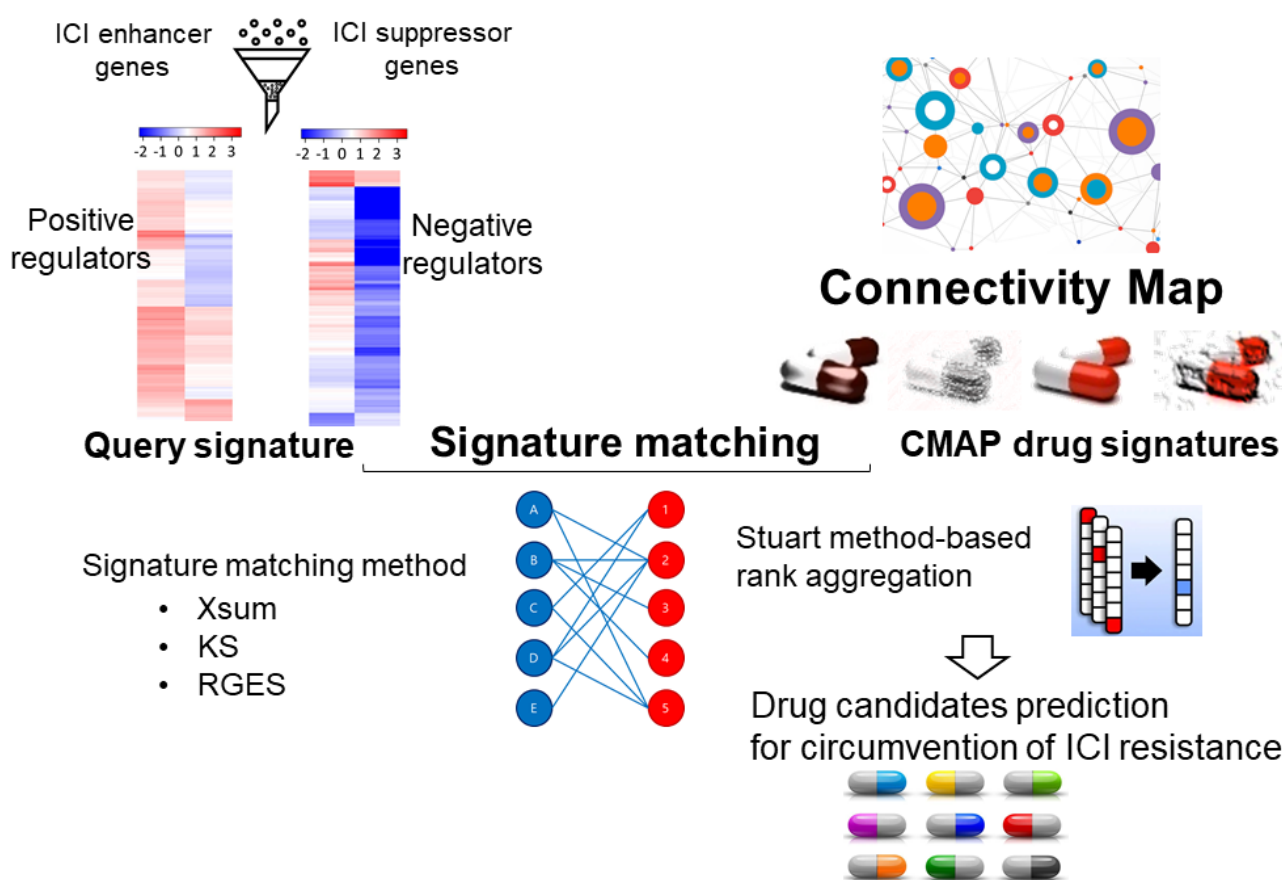 ICI enhancer
genes
ICI suppressor
genes
-2 -1 0 1 2 3
-2 -1 0 1 2 3
Positive
regulators
Negative
regulators
Connectivity Map
Query signature
Signature matching
CMAP drug signatures
Signature matching method
• Xsum
• KS
• RGES
A
B
C
D
E
1
2
3
4
5
Stuart method-based
rank aggregation
Drug candidates prediction
for circumvention of ICI resistance